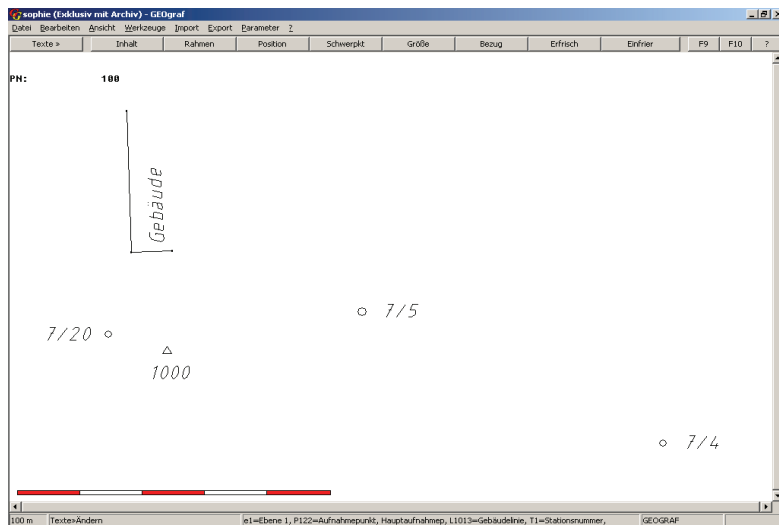 sophie (Exklusiv mit Archiv) - GEOgraf
Datei Bearbeiten Ansicht Werkzeuge Import Export Parameter ?
Texte » Inhalt Rahmen Position Schwerpkt Größe Bezug Erfrisch Einfrier F9 F10 ?
PN: 100
Gebäude
7/5
7/20
1000
7/4
100 m Texte»Ändern e1=Ebene 1, P122=Aufnahmepunkt, Hauptaufnahmep, L1013=Gebäudelinie, T1=Stationsnummer, GEOGRAF